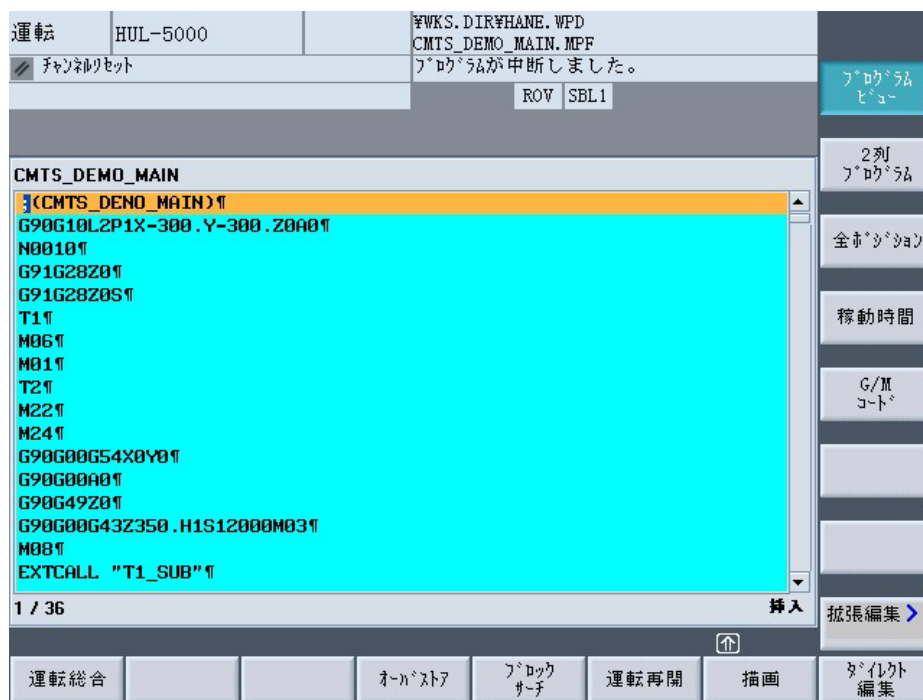 運転
HUL-5000
¥WKS.DIR¥HANE.WPD
CMTS_DEMO_MAIN.MPF
チャンネルリセット
プログラムが中断しました。
ROV SBL1
CMTS_DEMO_MAIN
;(CMTS_DENO_MAIN)¶
G90G10L2P1X-300.Y-300.Z0A0¶
N0010¶
G91G28Z0¶
G91G28Z0S¶
T1¶
M06¶
M01¶
T2¶
M22¶
M24¶
G90G00G54X0Y0¶
G90G00A0¶
G90G49Z0¶
G90G00G43Z350.H1S12000M03¶
M08¶
EXTCALL "T1_SUB"¶
1 / 36
挿入
プログラム
ビュー
2列
プログラム
全ポジション
稼動時間
G/M
コード
拡張編集
運転総合
オーバストア
ブロック
サーチ
運転再開
描画
ダイレクト
編集